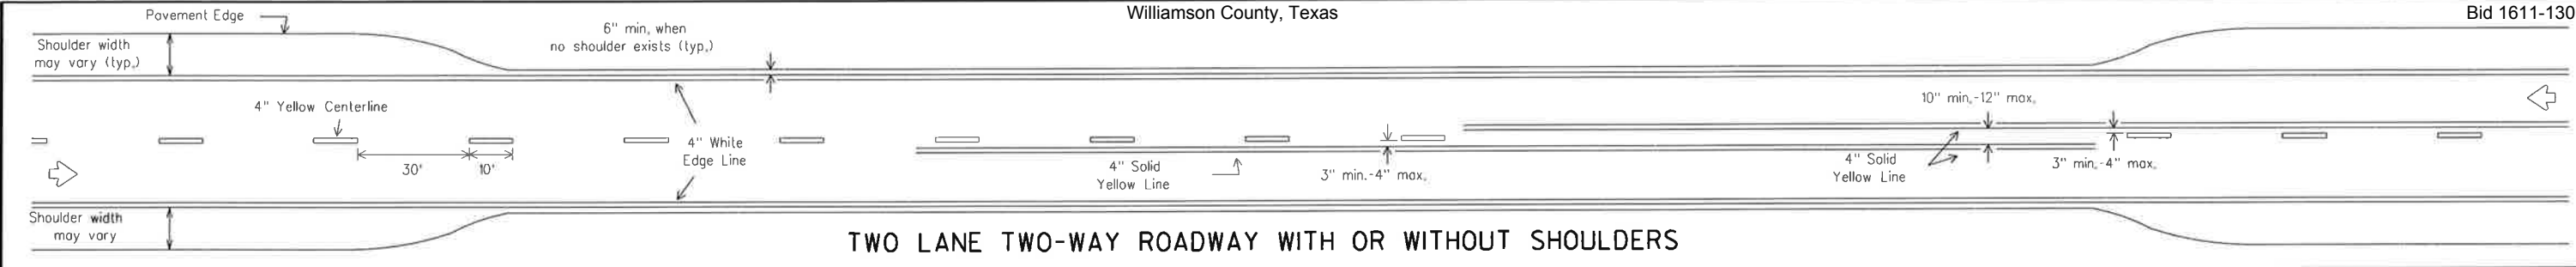 Williamson County, Texas
Bid 1611-130
Pavement Edge
Shoulder width
may vary (typ.)
6" min. when
no shoulder exists (typ.)
4" Yellow Centerline
30'
10'
4" White
Edge Line
4" Solid
Yellow Line
3" min.-4" max.
10" min.-12" max.
4" Solid
Yellow Line
3" min.-4" max.
Shoulder width
may vary
TWO LANE TWO-WAY ROADWAY WITH OR WITHOUT SHOULDERS